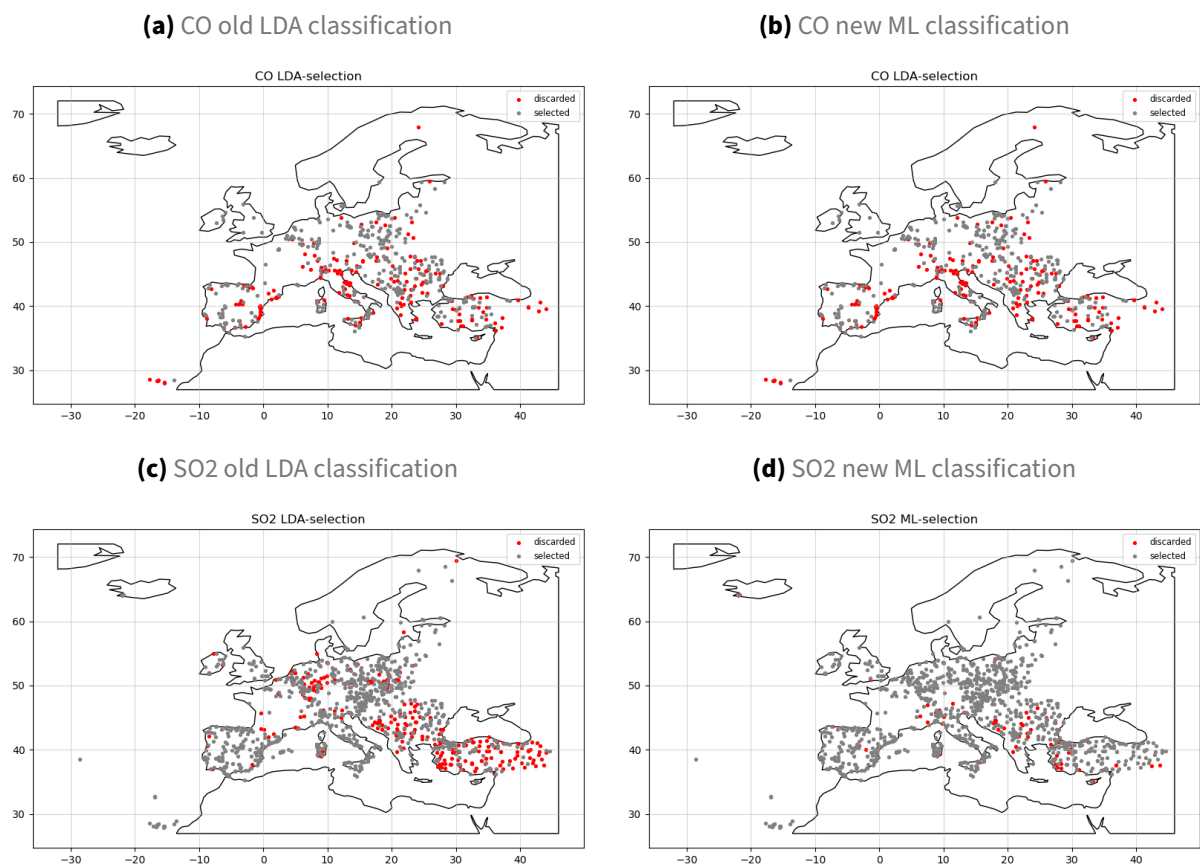 (a) CO old LDA classification
(b) CO new ML classification
CO LDA-selection
discarded
selected
70
60
50
40
30
−30 −20 −10 0 10 20 30 40
CO LDA-selection
discarded
selected
70
60
50
40
30
−30 −20 −10 0 10 20 30 40
(c) SO2 old LDA classification
(d) SO2 new ML classification
SO2 LDA-selection
discarded
selected
70
60
50
40
30
−30 −20 −10 0 10 20 30 40
SO2 ML-selection
discarded
selected
70
60
50
40
30
−30 −20 −10 0 10 20 30 40